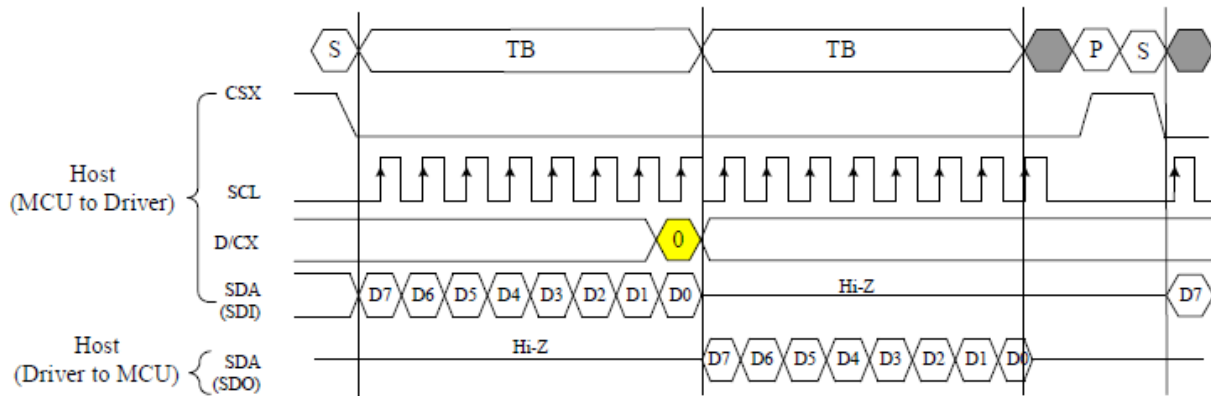 S TB TB P S
CSX
Host
(MCU to Driver)
SCL
D/CX 0
SDA
(SDI)
D7 D6 D5 D4 D3 D2 D1 D0 Hi-Z D7
Host
(Driver to MCU)
SDA
(SDO)
Hi-Z D7 D6 D5 D4 D3 D2 D1 D0